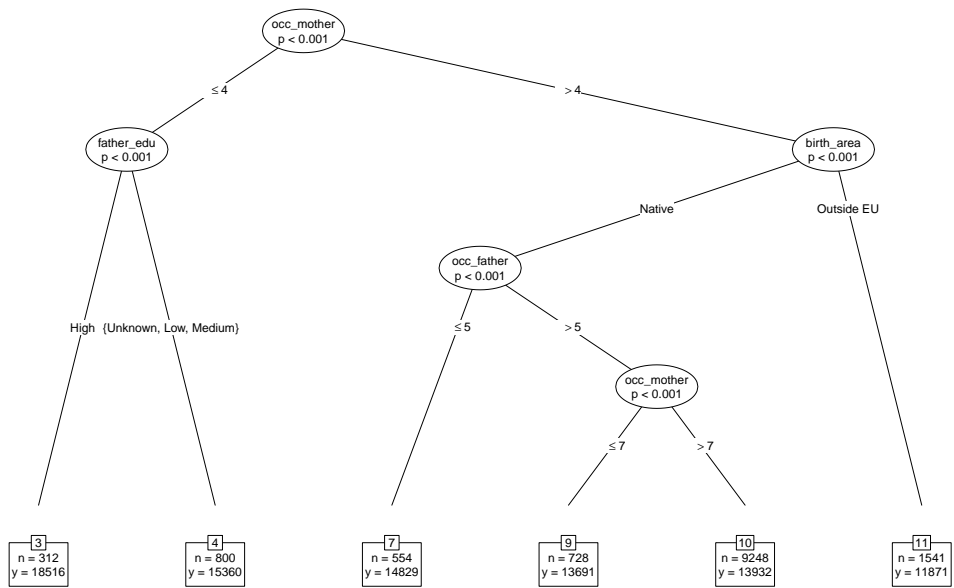 occ_mother
p < 0.001
≤ 4
> 4
father_edu
p < 0.001
birth_area
p < 0.001
Native
Outside EU
occ_father
p < 0.001
High
{Unknown, Low, Medium}
≤ 5
> 5
occ_mother
p < 0.001
≤ 7
> 7
3
n = 312
y = 18516
4
n = 800
y = 15360
7
n = 554
y = 14829
9
n = 728
y = 13691
10
n = 9248
y = 13932
11
n = 1541
y = 11871